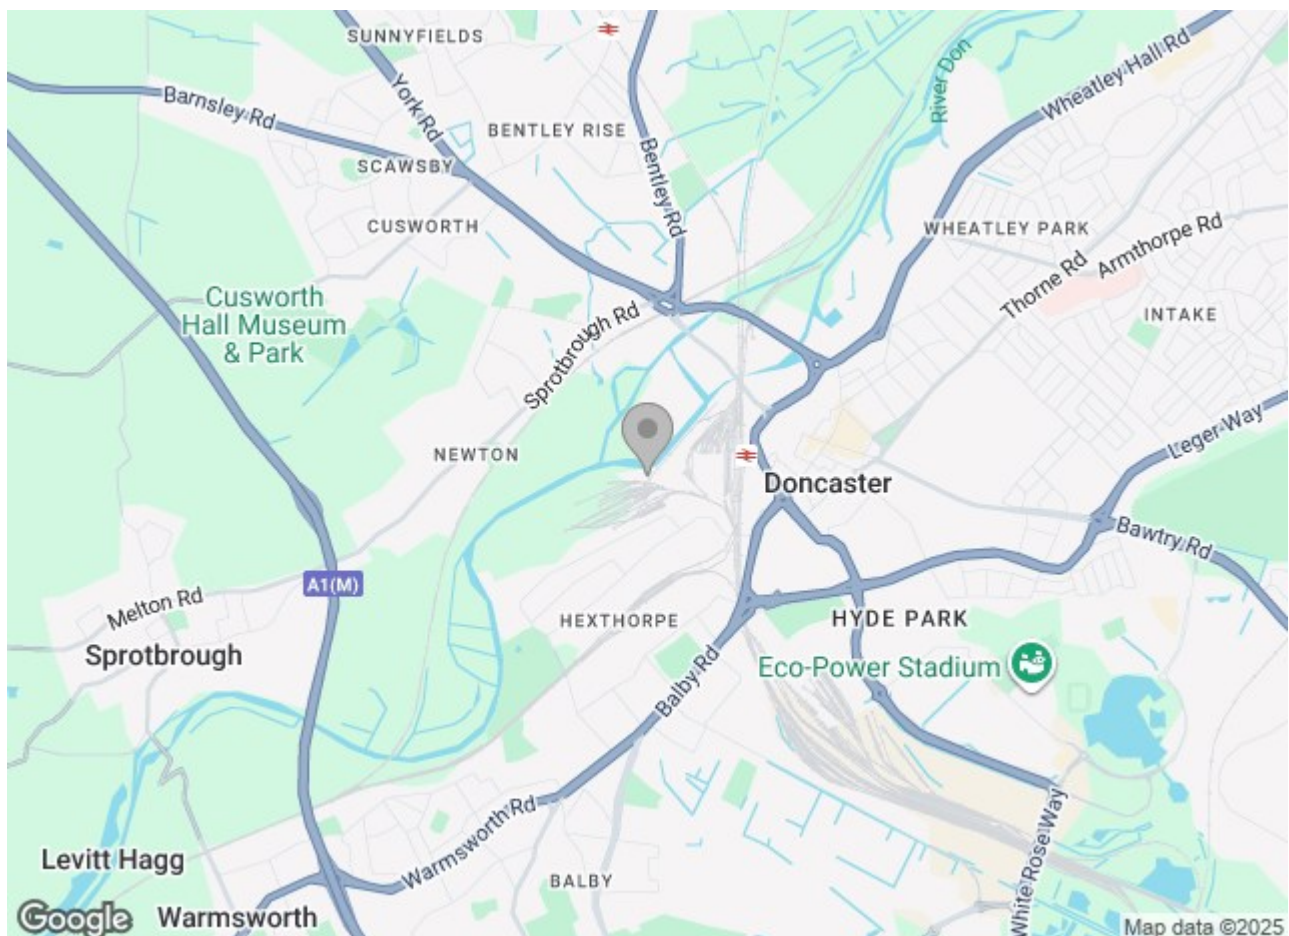 SUNNYFIELDS
York Rd
Barnsley Rd
BENTLEY RISE
SCAWSBY
Bentley Rd
River Don
Wheatley Hall Rd
CUSWORTH
WHEATLEY PARK
Armthorpe Rd
Thorne Rd
INTAKE
Cusworth
Hall Museum
& Park
Sprotbrough Rd
NEWTON
Doncaster
Leger Way
Bawtry Rd
A1(M)
Melton Rd
HEXTHORPE
HYDE PARK
Sprotbrough
Balby Rd
Eco-Power Stadium
Warmsworth Rd
White Rose Way
Levitt Hagg
BALBY
Google
Warmsworth
Map data ©2025